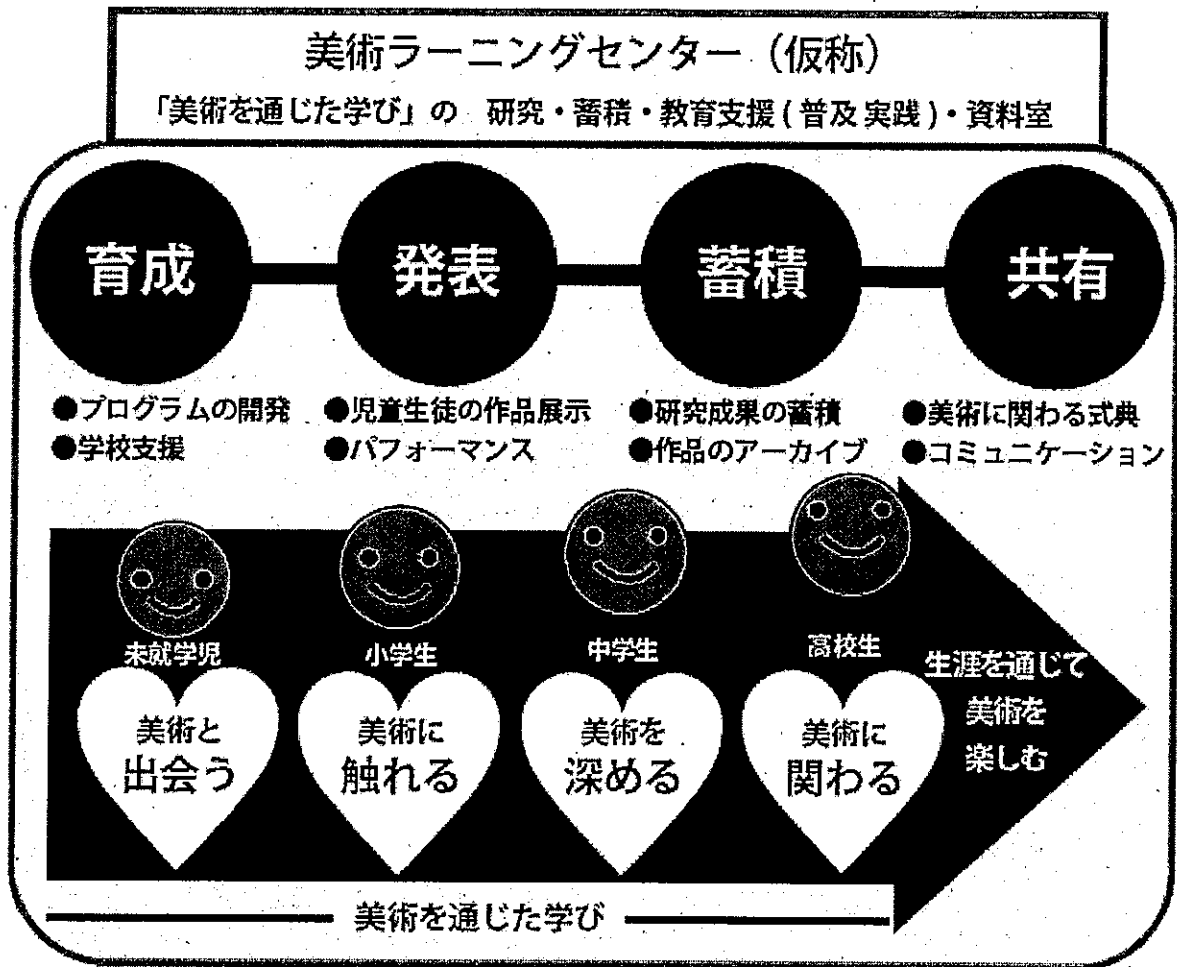 美術ラーニングセンター（仮称）
「美術を通じた学び」の　研究・蓄積・教育支援(普及実践)・資料室
育成
発表
蓄積
共有
●プログラムの開発
●学校支援
●児童生徒の作品展示
●パフォーマンス
●研究成果の蓄積
●作品のアーカイブ
●美術に関わる式典
●コミュニケーション
未就学児
美術と
出会う
小学生
美術に
触れる
中学生
美術を
深める
高校生
美術に
関わる
生涯を通じて
美術を
楽しむ
美術を通じた学び